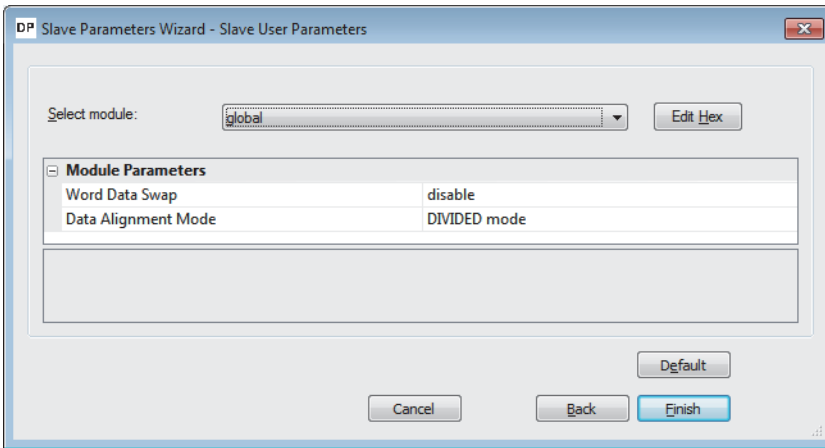 DP Slave Parameters Wizard - Slave User Parameters
Select module: global Edit Hex
Module Parameters
Word Data Swap disable
Data Alignment Mode DIVIDED mode
Default
Cancel Back Finish